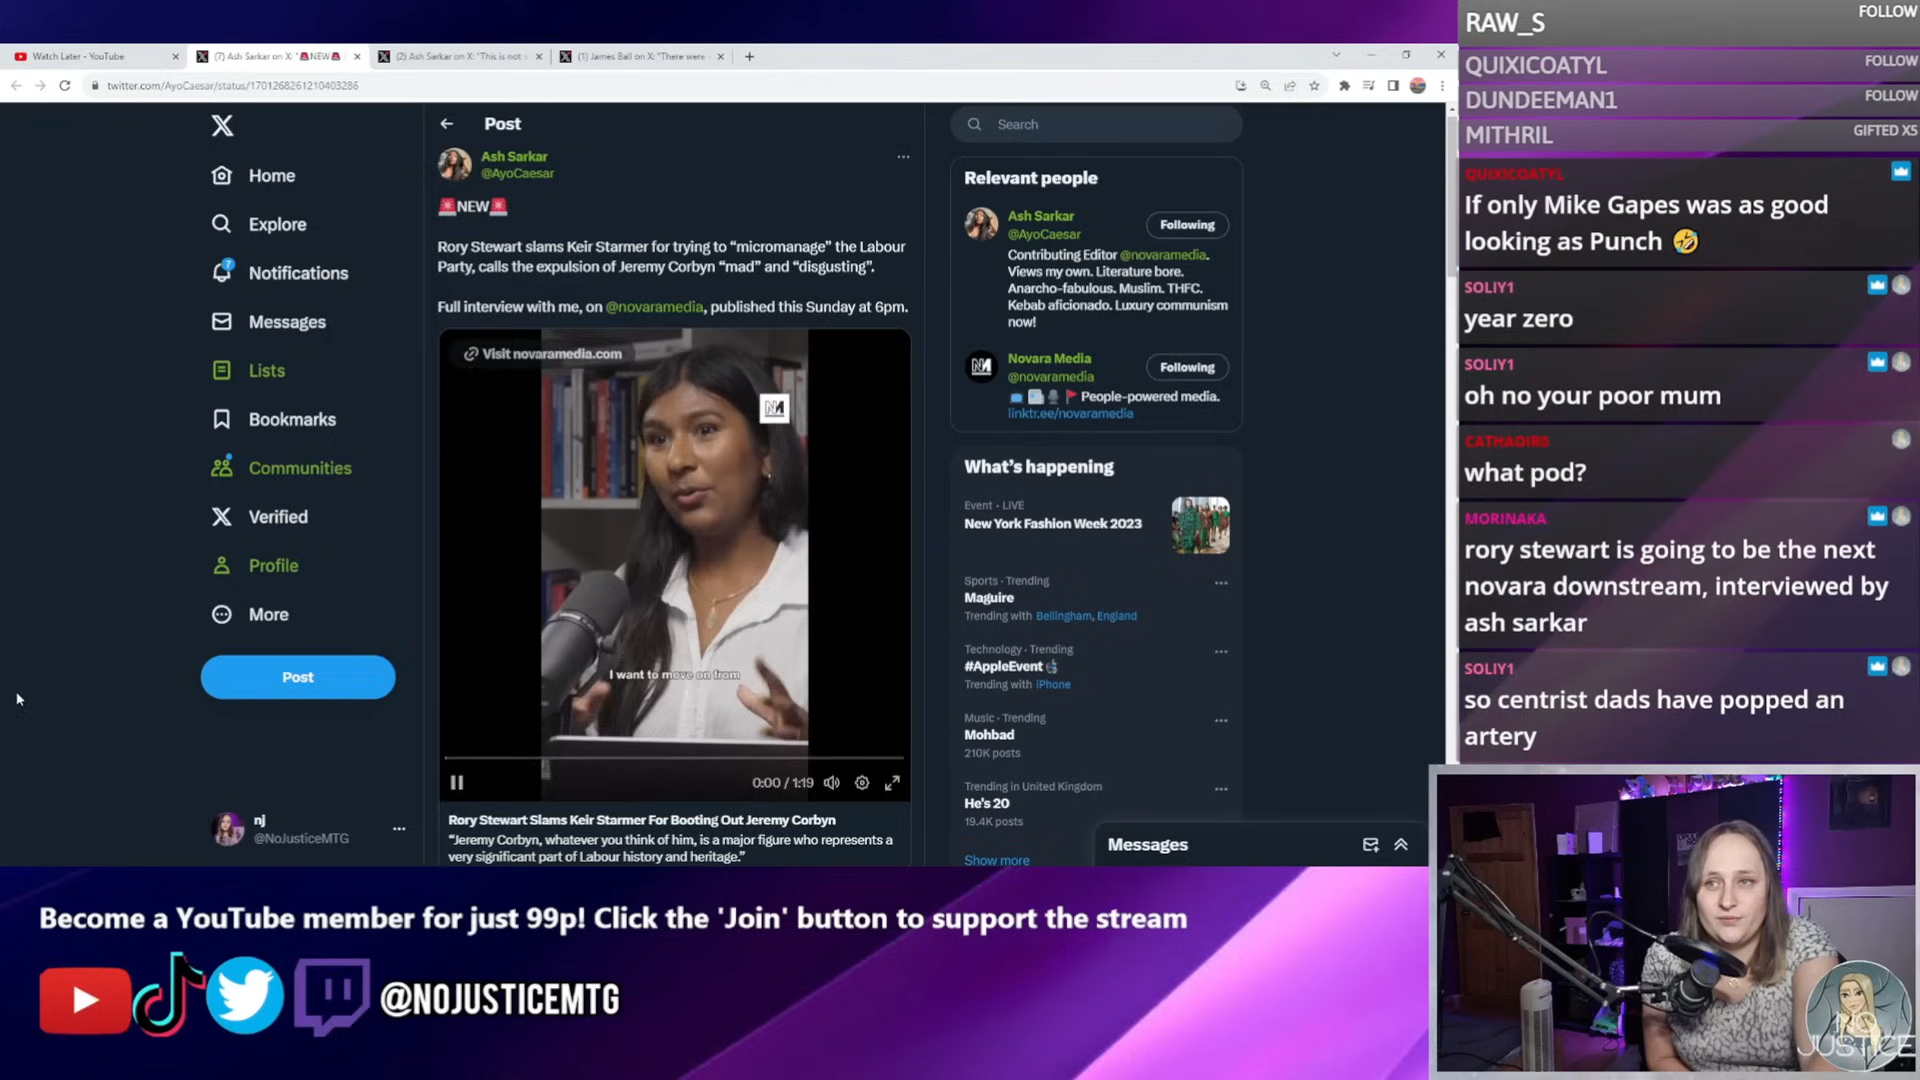 Watch Later - YouTube
(7) Ash Sarkar on X: "🚨NEW🚨
(2) Ash Sarkar on X: "This is not
(1) James Ball on X: "There were
twitter.com/AyoCaesar/status/1701268261210403286
Home
Explore
7
Notifications
Messages
Lists
Bookmarks
Communities
Verified
Profile
More
Post
nj
@NoJusticeMTG
Post
Ash Sarkar
@AyoCaesar
🚨NEW🚨
Rory Stewart slams Keir Starmer for trying to “micromanage” the Labour
Party, calls the expulsion of Jeremy Corbyn “mad” and “disgusting”.
Full interview with me, on @novaramedia, published this Sunday at 6pm.
Visit novaramedia.com
NM
I want to move on from
0:00 / 1:19
Rory Stewart Slams Keir Starmer For Booting Out Jeremy Corbyn
“Jeremy Corbyn, whatever you think of him, is a major figure who represents a
very significant part of Labour history and heritage.”
Search
Relevant people
Ash Sarkar
@AyoCaesar
Following
Contributing Editor @novaramedia.
Views my own. Literature bore.
Anarcho-fabulous. Muslim. THFC.
Kebab aficionado. Luxury communism
now!
NM
Novara Media
@novaramedia
Following
People-powered media.
linktr.ee/novaramedia
What’s happening
Event · LIVE
New York Fashion Week 2023
Sports · Trending
Maguire
Trending with Bellingham, England
Technology · Trending
#AppleEvent
Trending with iPhone
Music · Trending
Mohbad
210K posts
Trending in United Kingdom
He's 20
19.4K posts
Show more
Messages
RAW_S FOLLOW
QUIXICOATYL FOLLOW
DUNDEEMAN1 FOLLOW
MITHRIL GIFTED X5
QUIXICOATYL
If only Mike Gapes was as good
looking as Punch 🤣
SOLIY1
year zero
SOLIY1
oh no your poor mum
CATHAOIR0
what pod?
MORINAKA
rory stewart is going to be the next
novara downstream, interviewed by
ash sarkar
SOLIY1
so centrist dads have popped an
artery
Become a YouTube member for just 99p! Click the 'Join' button to support the stream
@NOJUSTICEMTG
NO
JUSTICE